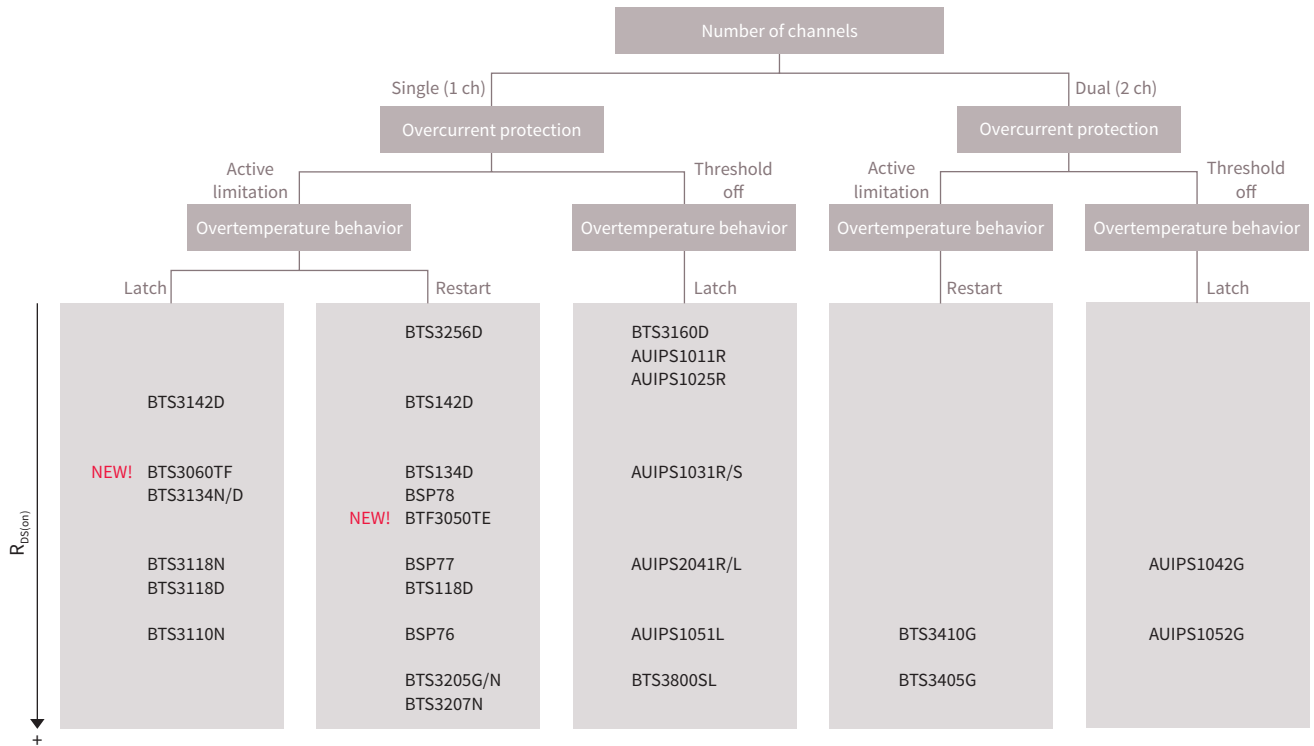 Number of channels
Single (1 ch)
Dual (2 ch)
Overcurrent protection
Overcurrent protection
Active
limitation
Threshold
off
Active
limitation
Threshold
off
Overtemperature behavior
Overtemperature behavior
Overtemperature behavior
Overtemperature behavior
Latch
Restart
Latch
Restart
Latch
BTS3142D
NEW! BTS3060TF
BTS3134N/D
BTS3118N
BTS3118D
BTS3110N
BTS3256D
BTS142D
BTS134D
BSP78
NEW! BTF3050TE
BSP77
BTS118D
BSP76
BTS3205G/N
BTS3207N
BTS3160D
AUIPS1011R
AUIPS1025R
AUIPS1031R/S
AUIPS2041R/L
AUIPS1051L
BTS3800SL
BTS3410G
BTS3405G
AUIPS1042G
AUIPS1052G
RDS(on)
+